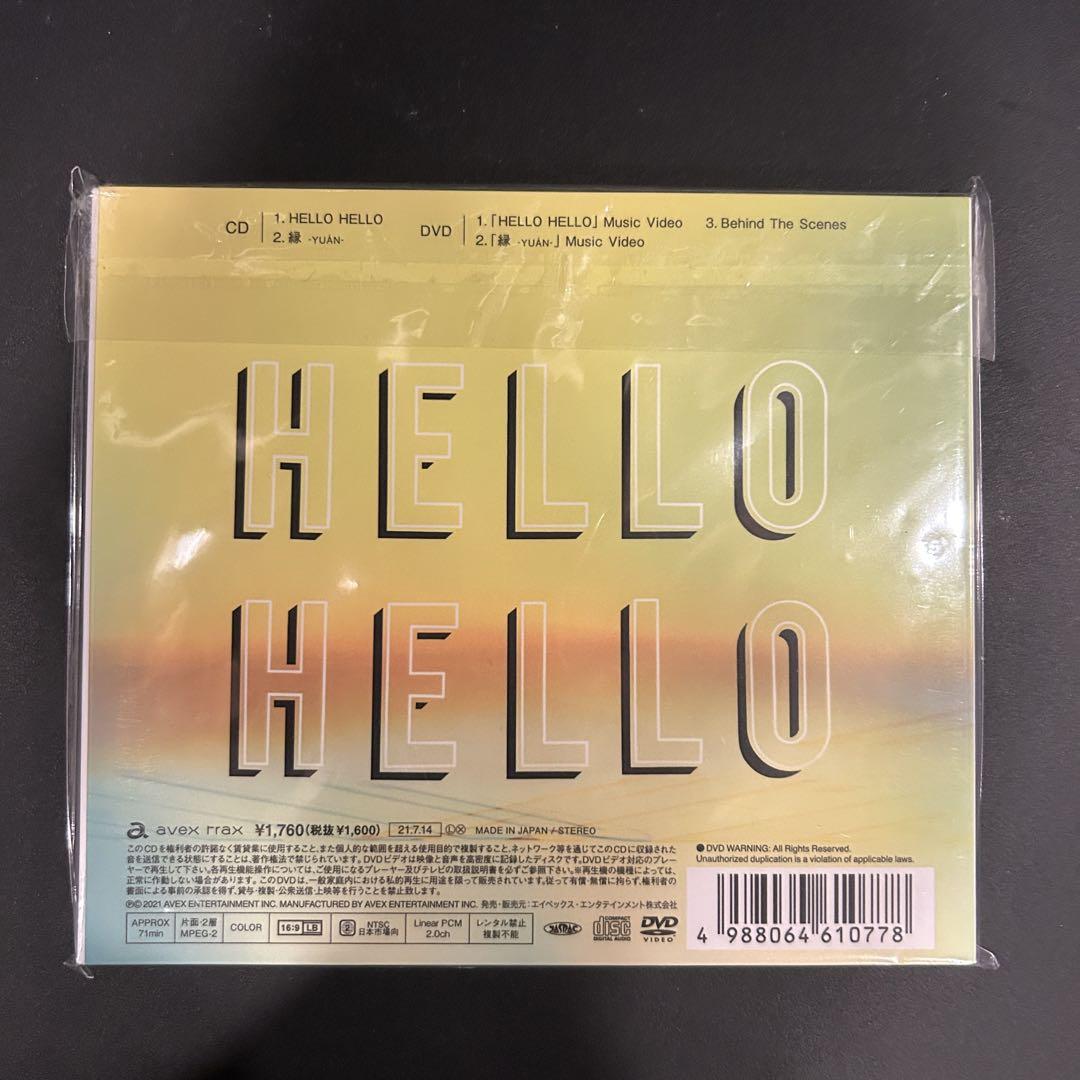 CD
1. HELLO HELLO
2. 縁 -YUÁN-
DVD
1.「HELLO HELLO」Music Video
2.「縁 -YUÁN-」Music Video
3. Behind The Scenes
HELLO
HELLO
avex trax ¥1,760(税抜¥1,600) 21.7.14 Ⓛ MADE IN JAPAN / STEREO
このCDを権利者の許諾なく賃貸業に使用すること、また個人的な範囲を超える使用目的で複製すること、ネットワーク等を通じてこのCDに収録された
音を送信できる状態にすることは、著作権法で禁じられています。DVDビデオは映像と音声を高密度に記録したディスクです。DVDビデオ対応のプレー
ヤーで再生して下さい。各再生機能操作については、ご使用になるプレーヤー及びテレビの取扱説明書を必ずご参照下さい。※再生機の機種によっては、
正常に作動しない場合があります。このDVDは、一般家庭内における私的再生に用途を限って販売されています。従って有償・無償に拘らず、権利者の
書面による事前の承認を得ず、貸与・複製・公衆送信・上映等を行うことを禁止致します。
Ⓟ© 2021 AVEX ENTERTAINMENT INC. MANUFACTURED BY AVEX ENTERTAINMENT INC. 発売・販売元:エイベックス・エンタテインメント株式会社
APPROX 71min
片面・2層 MPEG-2
COLOR
16:9 LB
2 NTSC 日本市場向
Linear PCM 2.0ch
レンタル禁止 複製不能
JASRAC
COMPACT disc DIGITAL AUDIO
DVD VIDEO
● DVD WARNING: All Rights Reserved.
Unauthorized duplication is a violation of applicable laws.
4 988064 610778